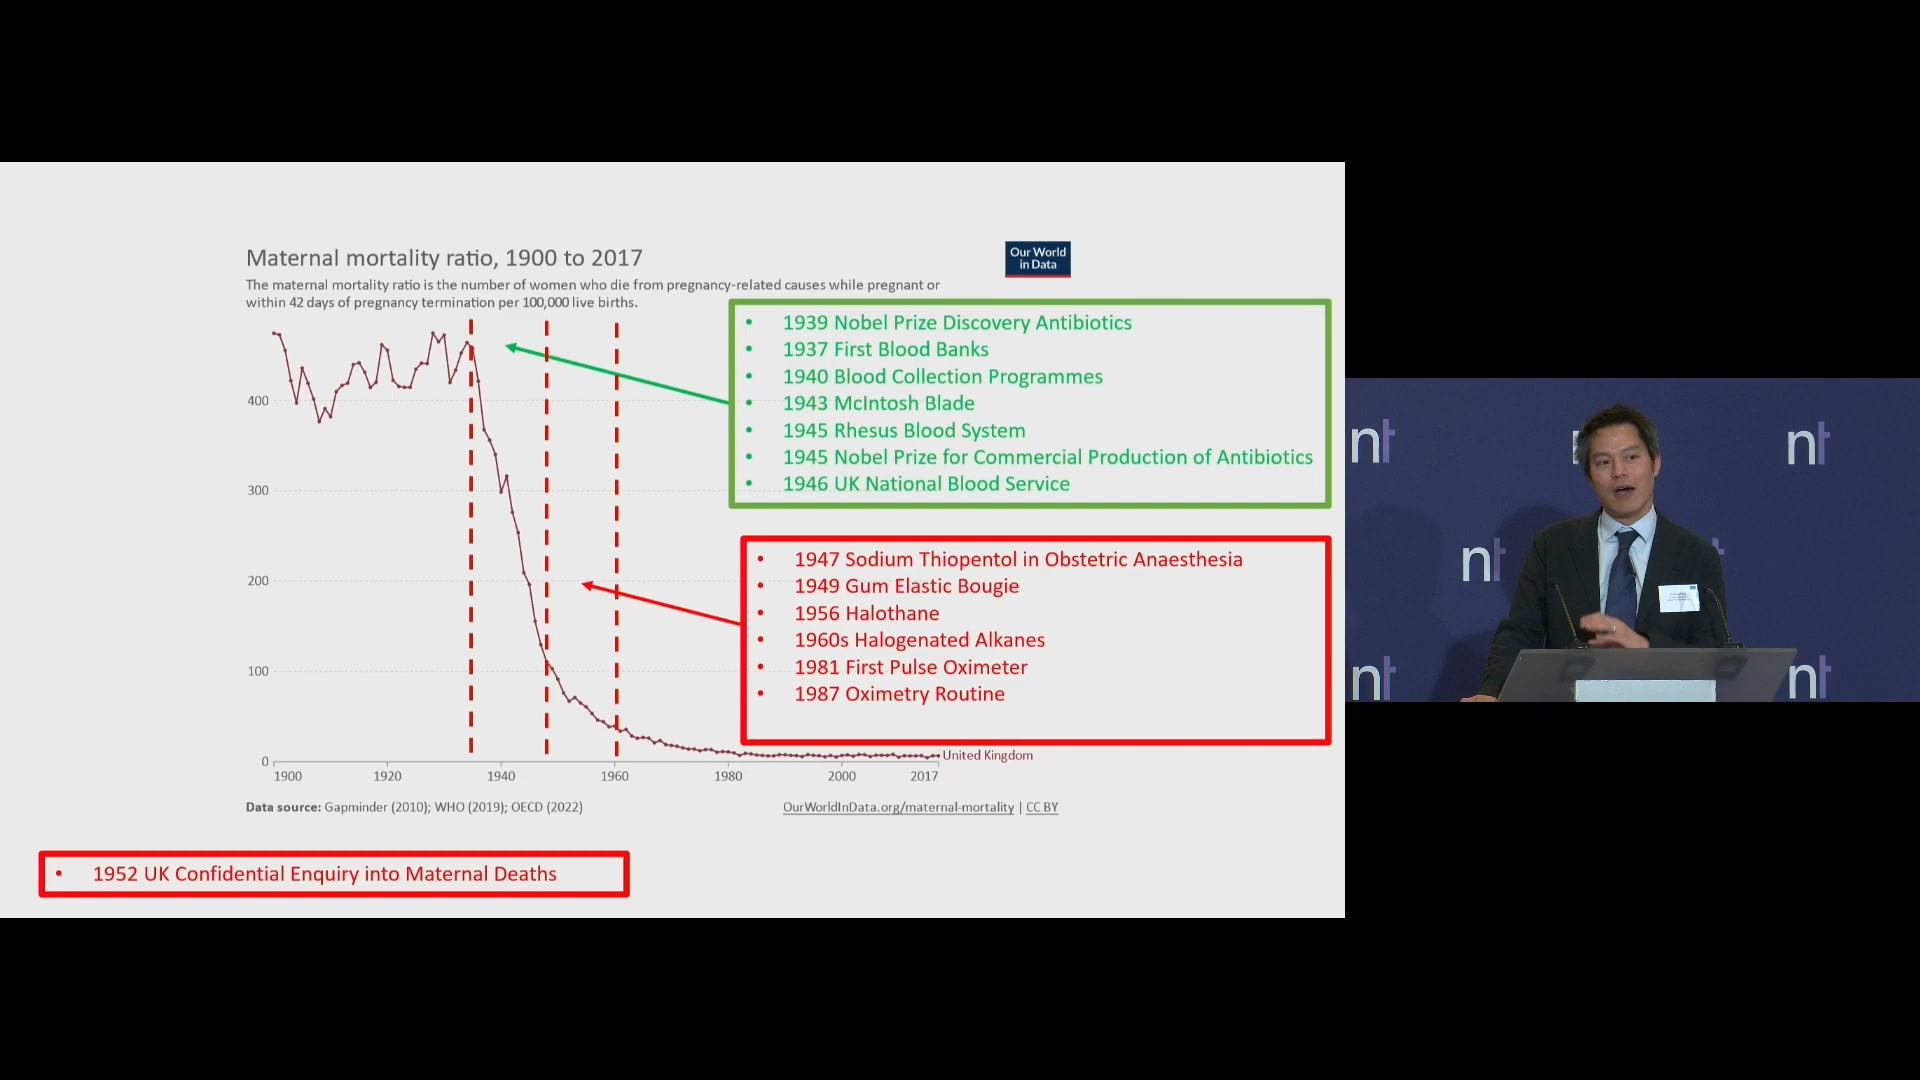 Maternal mortality ratio, 1900 to 2017
Our World
in Data
The maternal mortality ratio is the number of women who die from pregnancy-related causes while pregnant or
within 42 days of pregnancy termination per 100,000 live births.
• 1939 Nobel Prize Discovery Antibiotics
• 1937 First Blood Banks
• 1940 Blood Collection Programmes
• 1943 McIntosh Blade
• 1945 Rhesus Blood System
• 1945 Nobel Prize for Commercial Production of Antibiotics
• 1946 UK National Blood Service
• 1947 Sodium Thiopentol in Obstetric Anaesthesia
• 1949 Gum Elastic Bougie
• 1956 Halothane
• 1960s Halogenated Alkanes
• 1981 First Pulse Oximeter
• 1987 Oximetry Routine
400
300
200
100
0
United Kingdom
1900 1920 1940 1960 1980 2000 2017
Data source: Gapminder (2010); WHO (2019); OECD (2022)
OurWorldInData.org/maternal-mortality | CC BY
• 1952 UK Confidential Enquiry into Maternal Deaths
nt
nt
nt
nt
nt